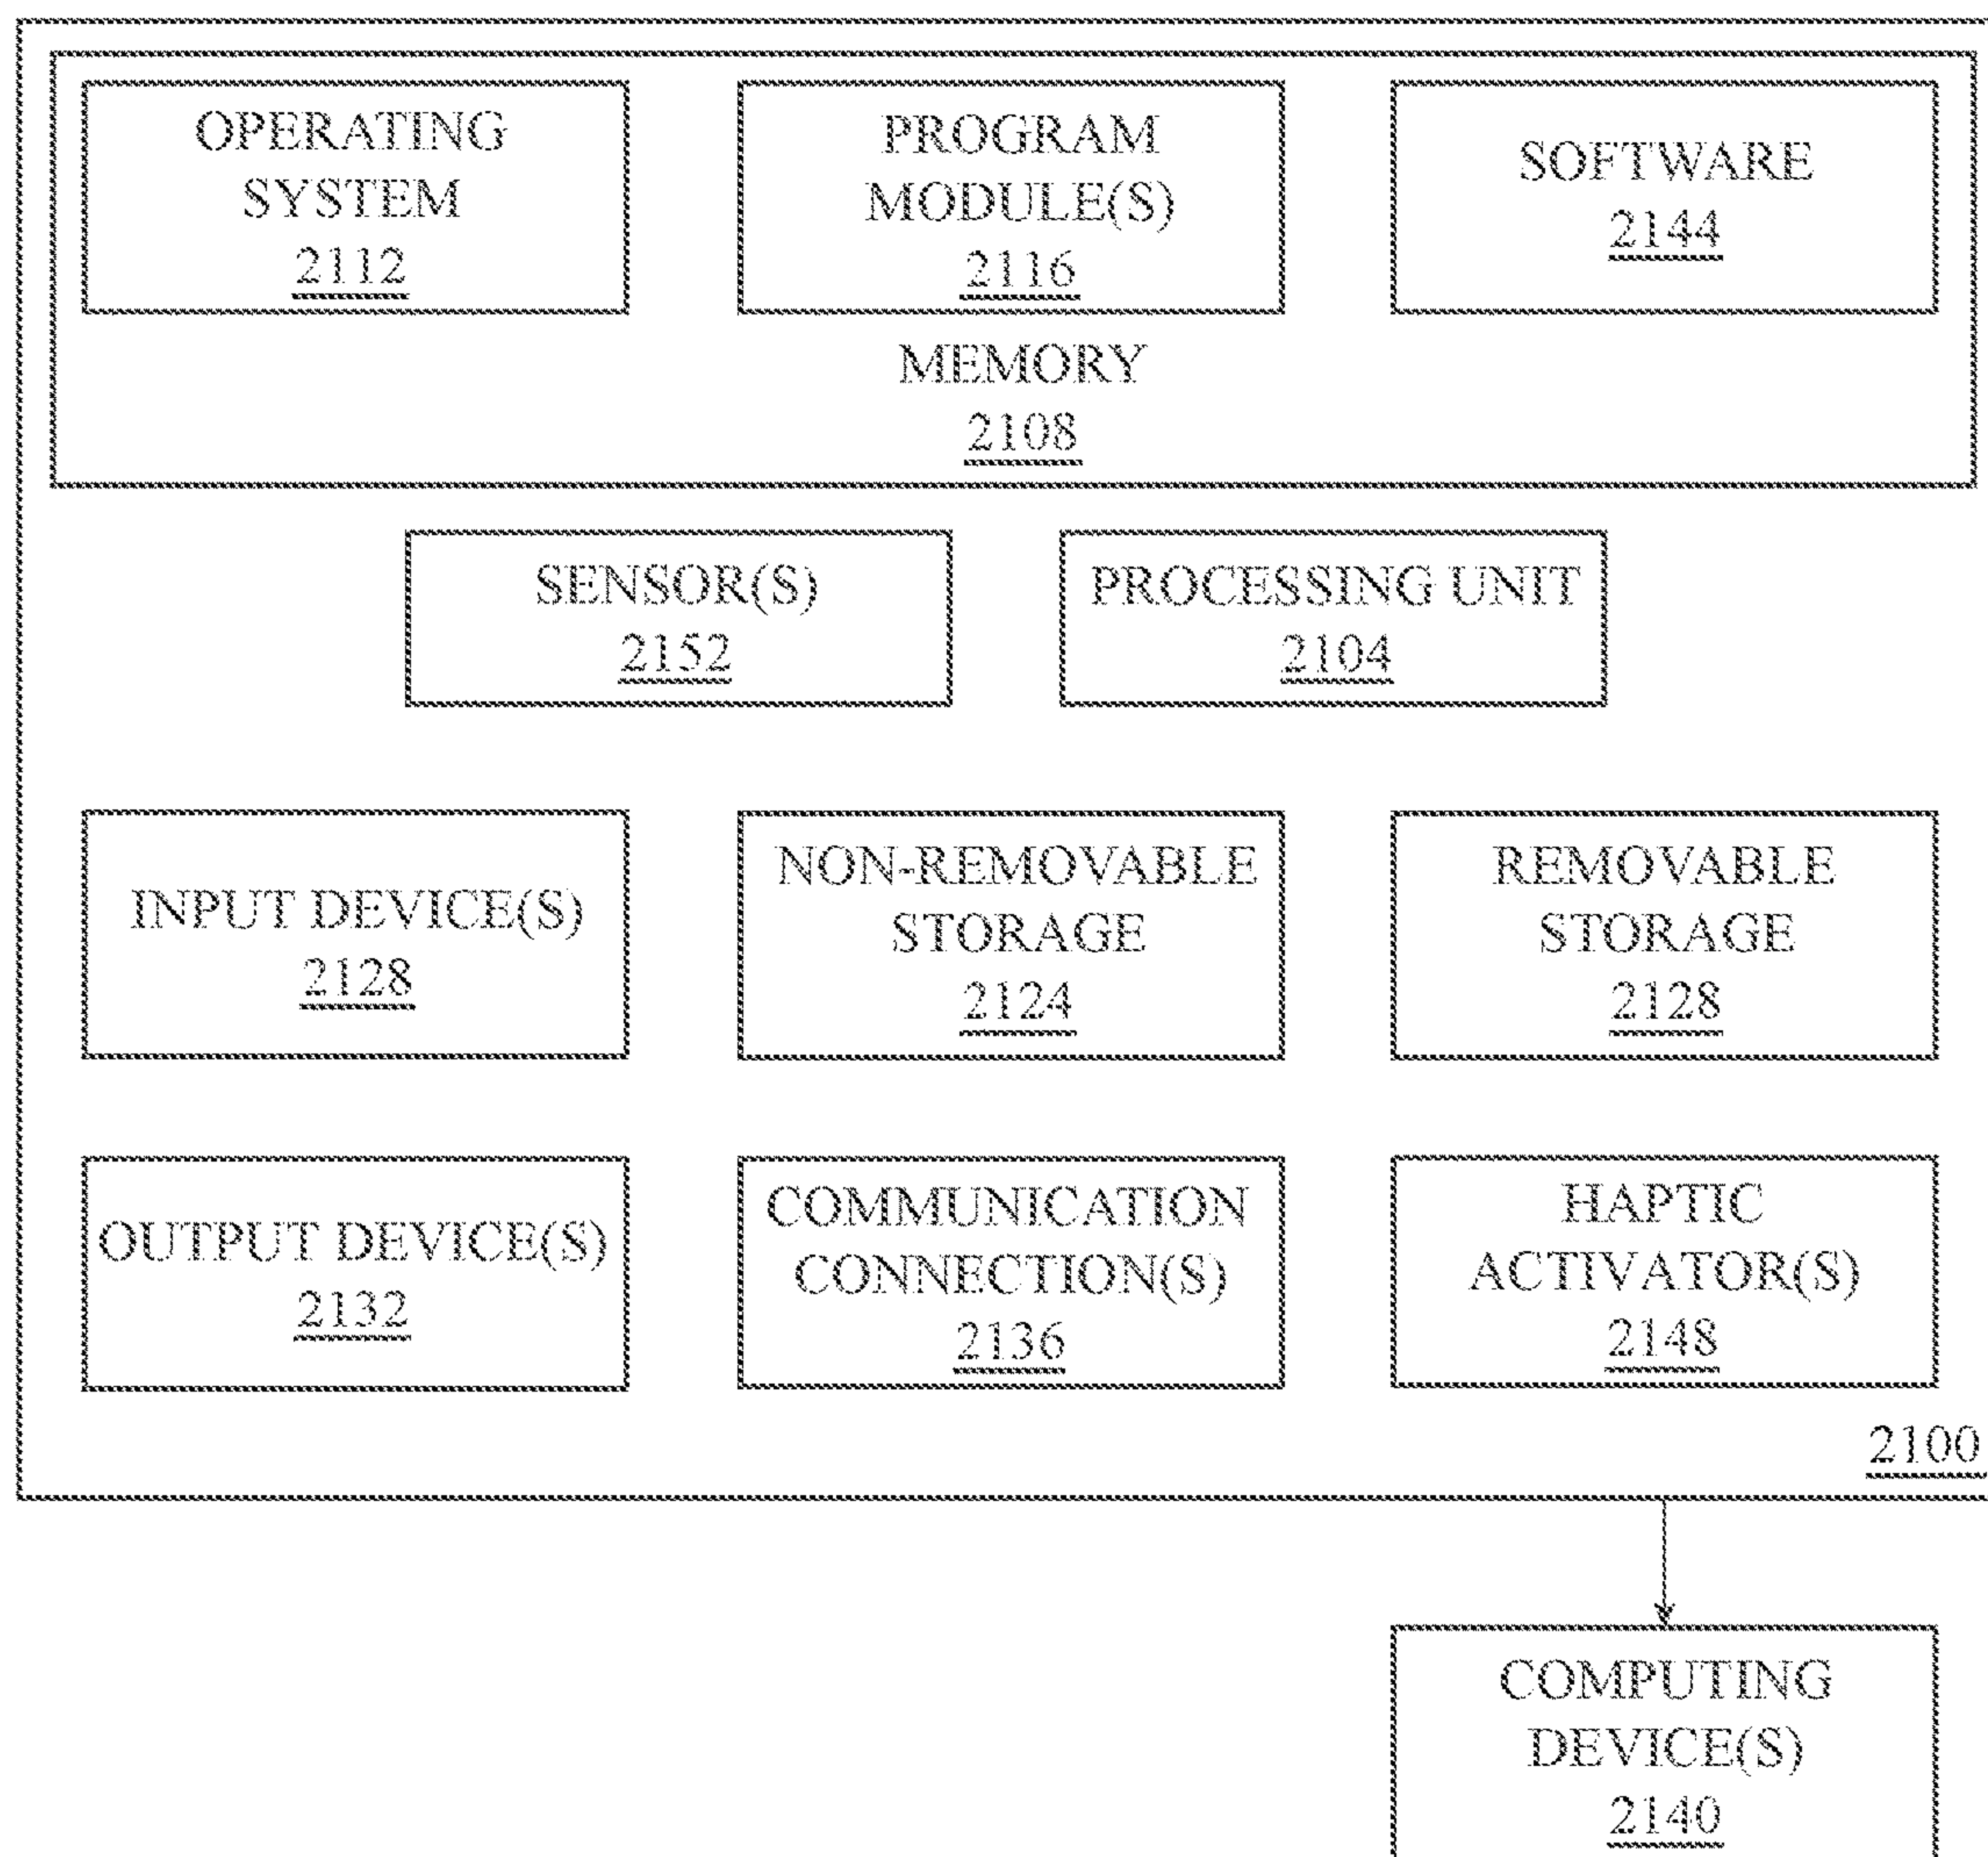 OPERATING
SYSTEM
2112
PROGRAM
MODULE(S)
2116
SOFTWARE
2144
MEMORY
2108
SENSOR(S)
2152
PROCESSING UNIT
2104
INPUT DEVICE(S)
2128
NON-REMOVABLE
STORAGE
2124
REMOVABLE
STORAGE
2128
OUTPUT DEVICE(S)
2132
COMMUNICATION
CONNECTION(S)
2136
HAPTIC
ACTIVATOR(S)
2148
2100
COMPUTING
DEVICE(S)
2140